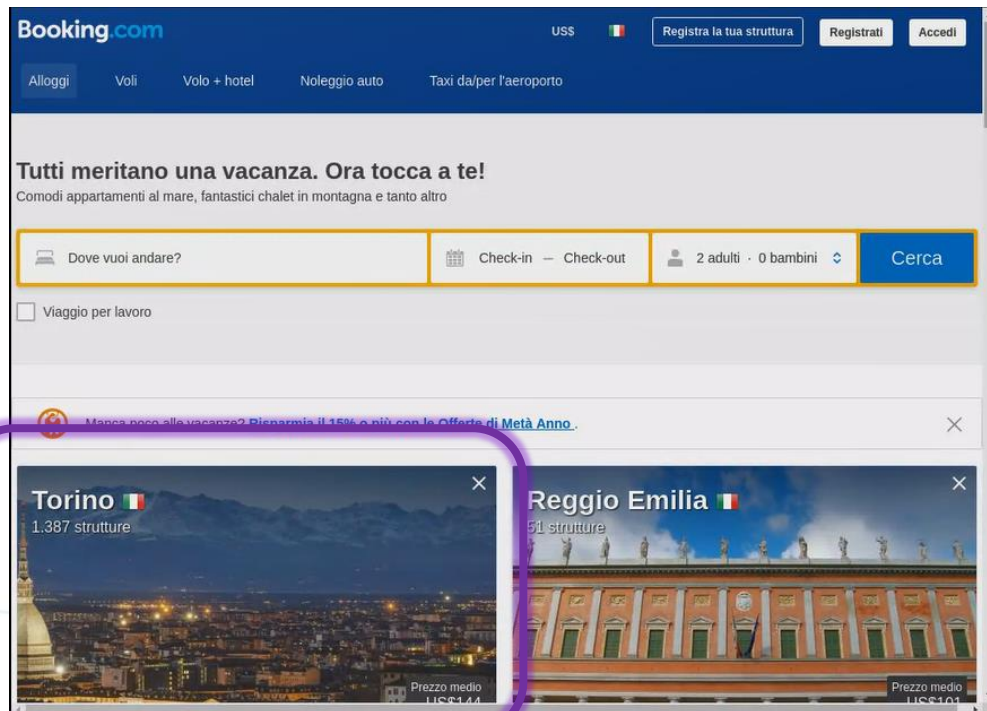 Booking.com
US$
Registra la tua struttura
Registrati
Accedi
Alloggi
Voli
Volo + hotel
Noleggio auto
Taxi da/per l'aeroporto
Tutti meritano una vacanza. Ora tocca a te!
Comodi appartamenti al mare, fantastici chalet in montagna e tanto altro
Dove vuoi andare?
Check-in — Check-out
2 adulti · 0 bambini
Cerca
Viaggio per lavoro
Manca poco alle vacanze? Risparmia il 15% o più con le Offerte di Metà Anno .
Torino
1.387 strutture
Prezzo medio
US$144
Reggio Emilia
51 strutture
Prezzo medio
US$101